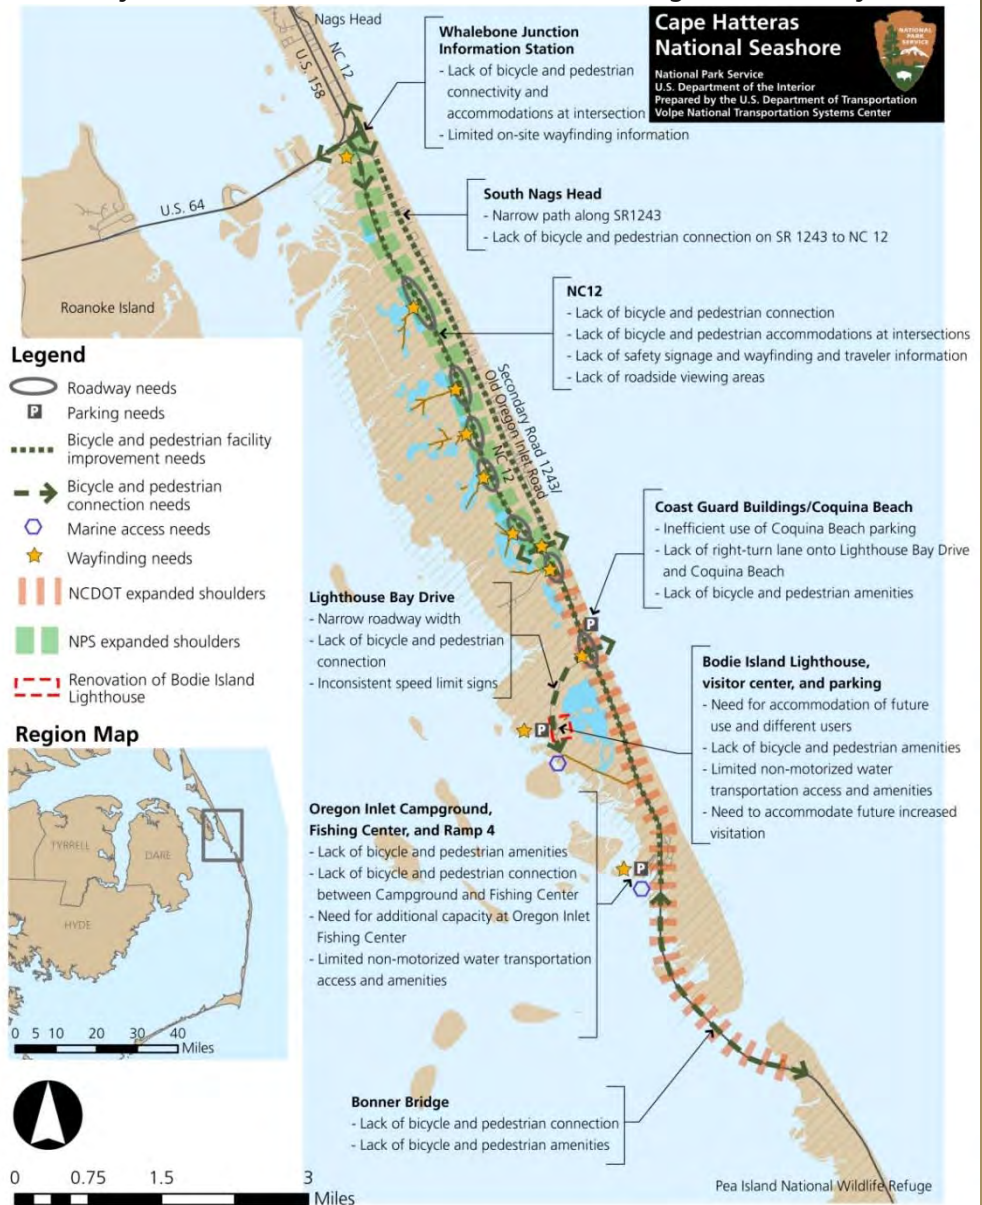 Nags Head
NC 12
U.S. 158
Cape Hatteras
National Seashore
National Park Service
U.S. Department of the Interior
Prepared by the U.S. Department of Transportation
Volpe National Transportation Systems Center
NATIONAL
PARK
SERVICE
Whalebone Junction
Information Station
- Lack of bicycle and pedestrian
connectivity and
accommodations at intersection
- Limited on-site wayfinding information
U.S. 64
South Nags Head
- Narrow path along SR1243
- Lack of bicycle and pedestrian connection on SR 1243 to NC 12
Roanoke Island
NC12
- Lack of bicycle and pedestrian connection
- Lack of bicycle and pedestrian accommodations at intersections
- Lack of safety signage and wayfinding and traveler information
- Lack of roadside viewing areas
Legend
Roadway needs
P Parking needs
Bicycle and pedestrian facility
improvement needs
Bicycle and pedestrian
connection needs
Marine access needs
Wayfinding needs
NCDOT expanded shoulders
NPS expanded shoulders
Renovation of Bodie Island
Lighthouse
Secondary Road 1243/
Old Oregon Inlet Road
NC 12
Coast Guard Buildings/Coquina Beach
- Inefficient use of Coquina Beach parking
- Lack of right-turn lane onto Lighthouse Bay Drive
and Coquina Beach
- Lack of bicycle and pedestrian amenities
P
Lighthouse Bay Drive
- Narrow roadway width
- Lack of bicycle and pedestrian
connection
- Inconsistent speed limit signs
Bodie Island Lighthouse,
visitor center, and parking
- Need for accommodation of future
use and different users
- Lack of bicycle and pedestrian amenities
- Limited non-motorized water
transportation access and amenities
- Need to accommodate future increased
visitation
P
Region Map
TYRRELL
DARE
HYDE
0 5 10 20 30 40
Miles
Oregon Inlet Campground,
Fishing Center, and Ramp 4
- Lack of bicycle and pedestrian amenities
- Lack of bicycle and pedestrian connection
between Campground and Fishing Center
- Need for additional capacity at Oregon Inlet
Fishing Center
- Limited non-motorized water transportation
access and amenities
P
Bonner Bridge
- Lack of bicycle and pedestrian connection
- Lack of bicycle and pedestrian amenities
0 0.75 1.5 3
Miles
Pea Island National Wildlife Refuge